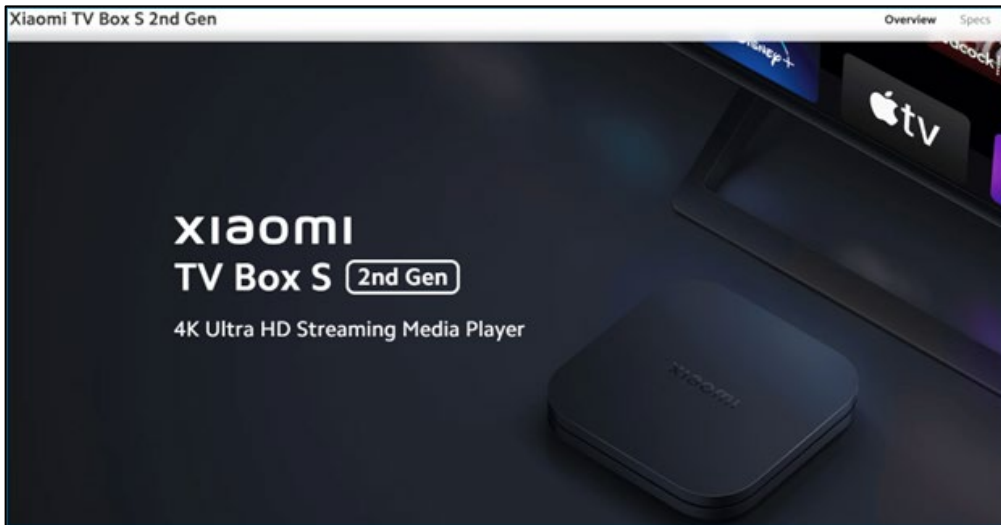 Xiaomi TV Box S 2nd Gen
Overview Specs
Disney+
tv
xiaomi
TV Box S 2nd Gen
4K Ultra HD Streaming Media Player
xiaomi